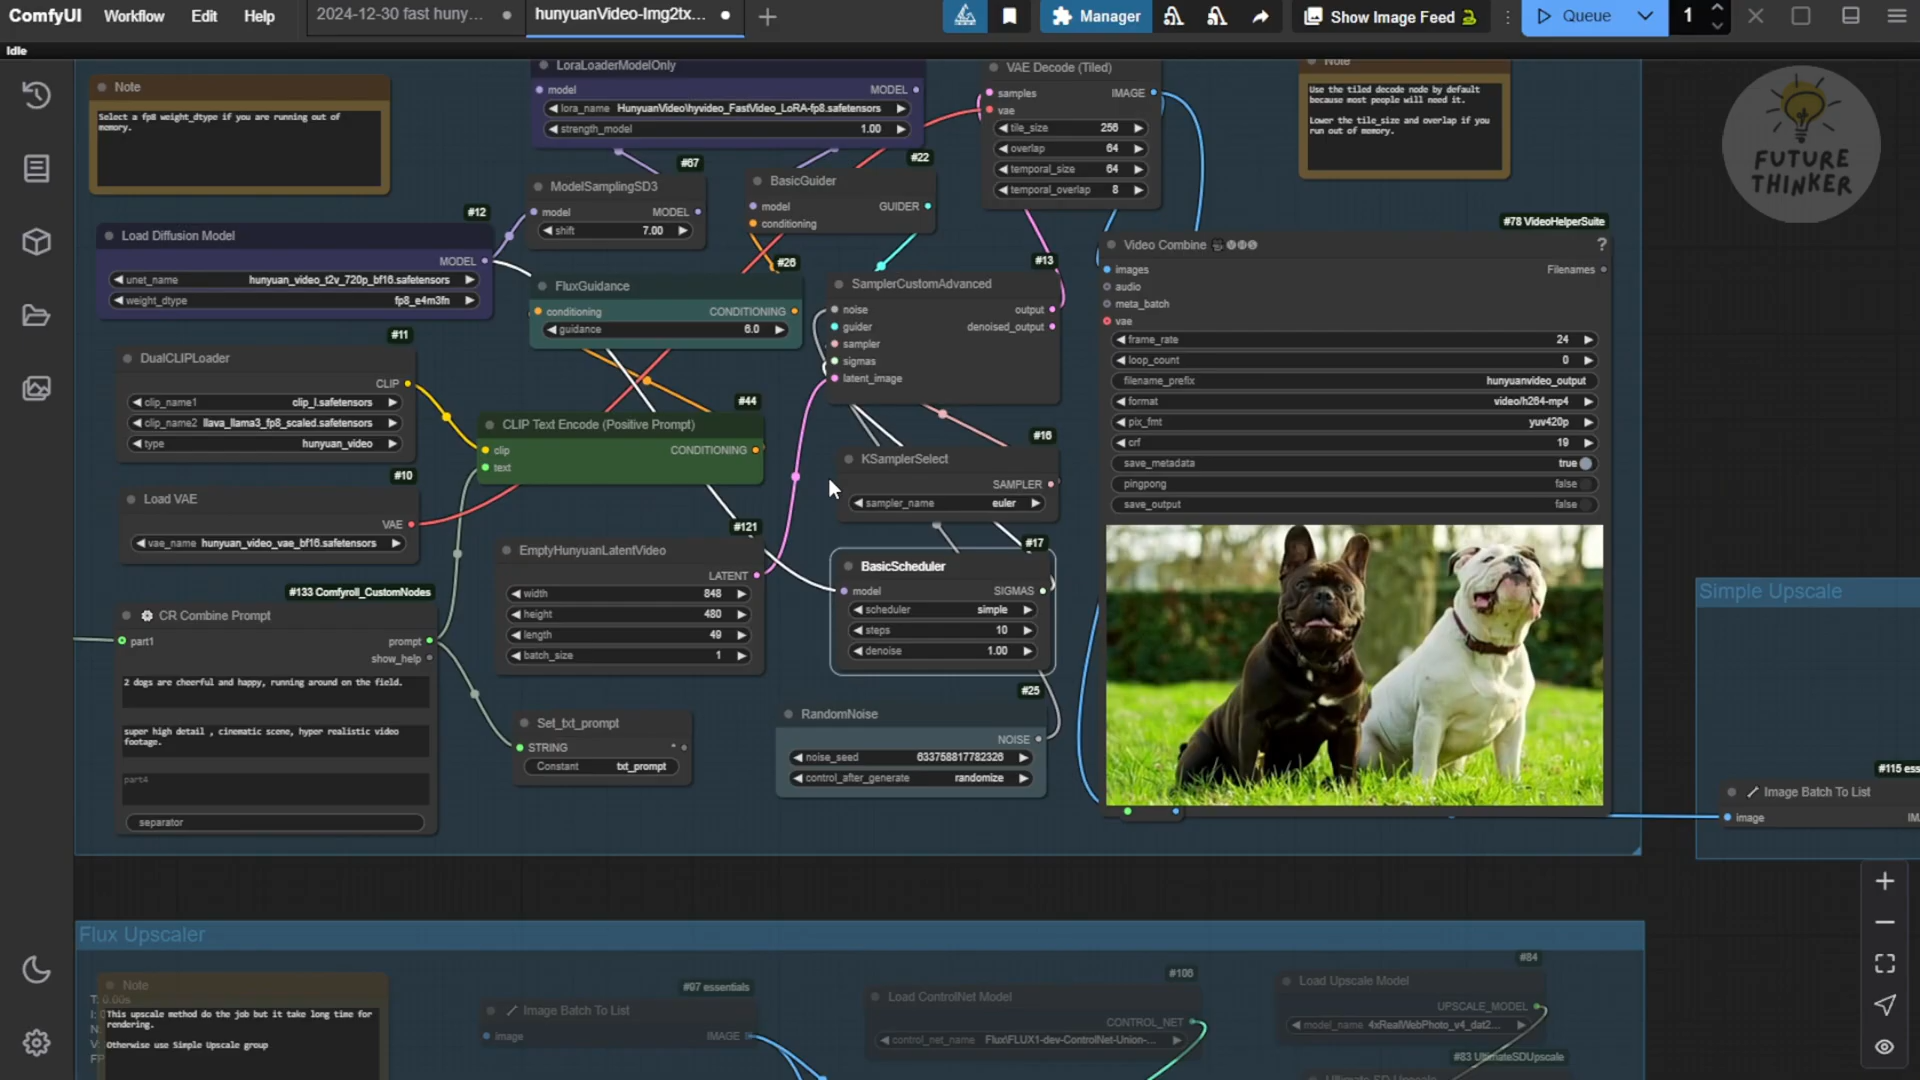 ComfyUI
Workflow
Edit
Help
2024-12-30 fast huny...
hunyuanVideo-Img2tx...
Manager
Show Image Feed
Queue
1
Idle
Note
Select a fp8 weight_dtype if you are running out of
memory.
LoraLoaderModelOnly
model
MODEL
lora_name
HunyuanVideo\hyvideo_FastVideo_LoRA-fp8.safetensors
strength_model
1.00
VAE Decode (Tiled)
samples
IMAGE
vae
tile_size
256
overlap
64
temporal_size
64
temporal_overlap
8
Note
Use the tiled decode node by default
because most people will need it.
Lower the tile_size and overlap if you
run out of memory.
FUTURE
THINKER
#67
ModelSamplingSD3
model
MODEL
shift
7.00
#22
BasicGuider
model
GUIDER
conditioning
#12
Load Diffusion Model
MODEL
unet_name
hunyuan_video_t2v_720p_bf16.safetensors
weight_dtype
fp8_e4m3fn
#26
FluxGuidance
conditioning
CONDITIONING
guidance
6.0
#13
SamplerCustomAdvanced
noise
output
guider
denoised_output
sampler
sigmas
latent_image
#78 VideoHelperSuite
Video Combine
?
images
Filenames
audio
meta_batch
vae
frame_rate
24
loop_count
0
filename_prefix
hunyuanvideo_output
format
video/h264-mp4
pix_fmt
yuv420p
crf
19
save_metadata
true
pingpong
false
save_output
false
#11
DualCLIPLoader
CLIP
clip_name1
clip_l.safetensors
clip_name2
llava_llama3_fp8_scaled.safetensors
type
hunyuan_video
#44
CLIP Text Encode (Positive Prompt)
clip
CONDITIONING
text
#16
KSamplerSelect
SAMPLER
sampler_name
euler
#10
Load VAE
VAE
vae_name
hunyuan_video_vae_bf16.safetensors
#121
EmptyHunyuanLatentVideo
LATENT
width
848
height
480
length
49
batch_size
1
#17
BasicScheduler
model
SIGMAS
scheduler
simple
steps
10
denoise
1.00
#133 Comfyroll_CustomNodes
CR Combine Prompt
part1
prompt
show_help
2 dogs are cheerful and happy, running around on the field.
super high detail , cinematic scene, hyper realistic video
footage.
part4
separator
Set_txt_prompt
STRING
*
Constant
txt_prompt
#25
RandomNoise
NOISE
noise_seed
633758817782326
control_after_generate
randomize
Simple Upscale
#115 ess
Image Batch To List
image
IM
Flux Upscaler
Note
T: 0.00s
This upscale method do the job but it take long time for
rendering.
Otherwise use Simple Upscale group
#97 essentials
Image Batch To List
image
IMAGE
#106
Load ControlNet Model
CONTROL_NET
control_net_name
Flux\FLUX1-dev-ControlNet-Union-...
#84
Load Upscale Model
UPSCALE_MODEL
model_name
4xRealWebPhoto_v4_dat2...
#83 UltimateSDUpscale